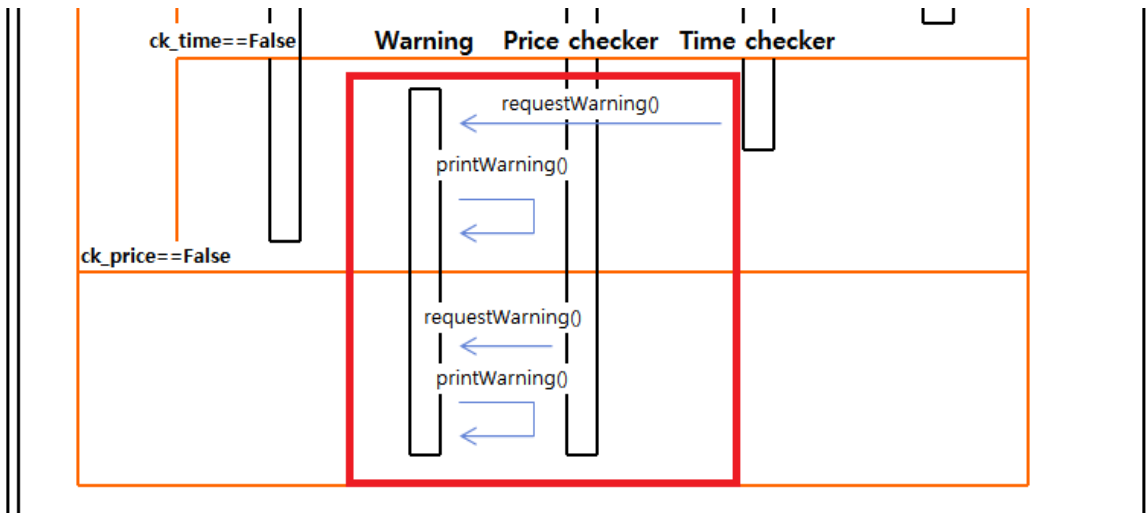 ck_time==False
Warning Price checker Time checker
requestWarning()
printWarning()
ck_price==False
requestWarning()
printWarning()